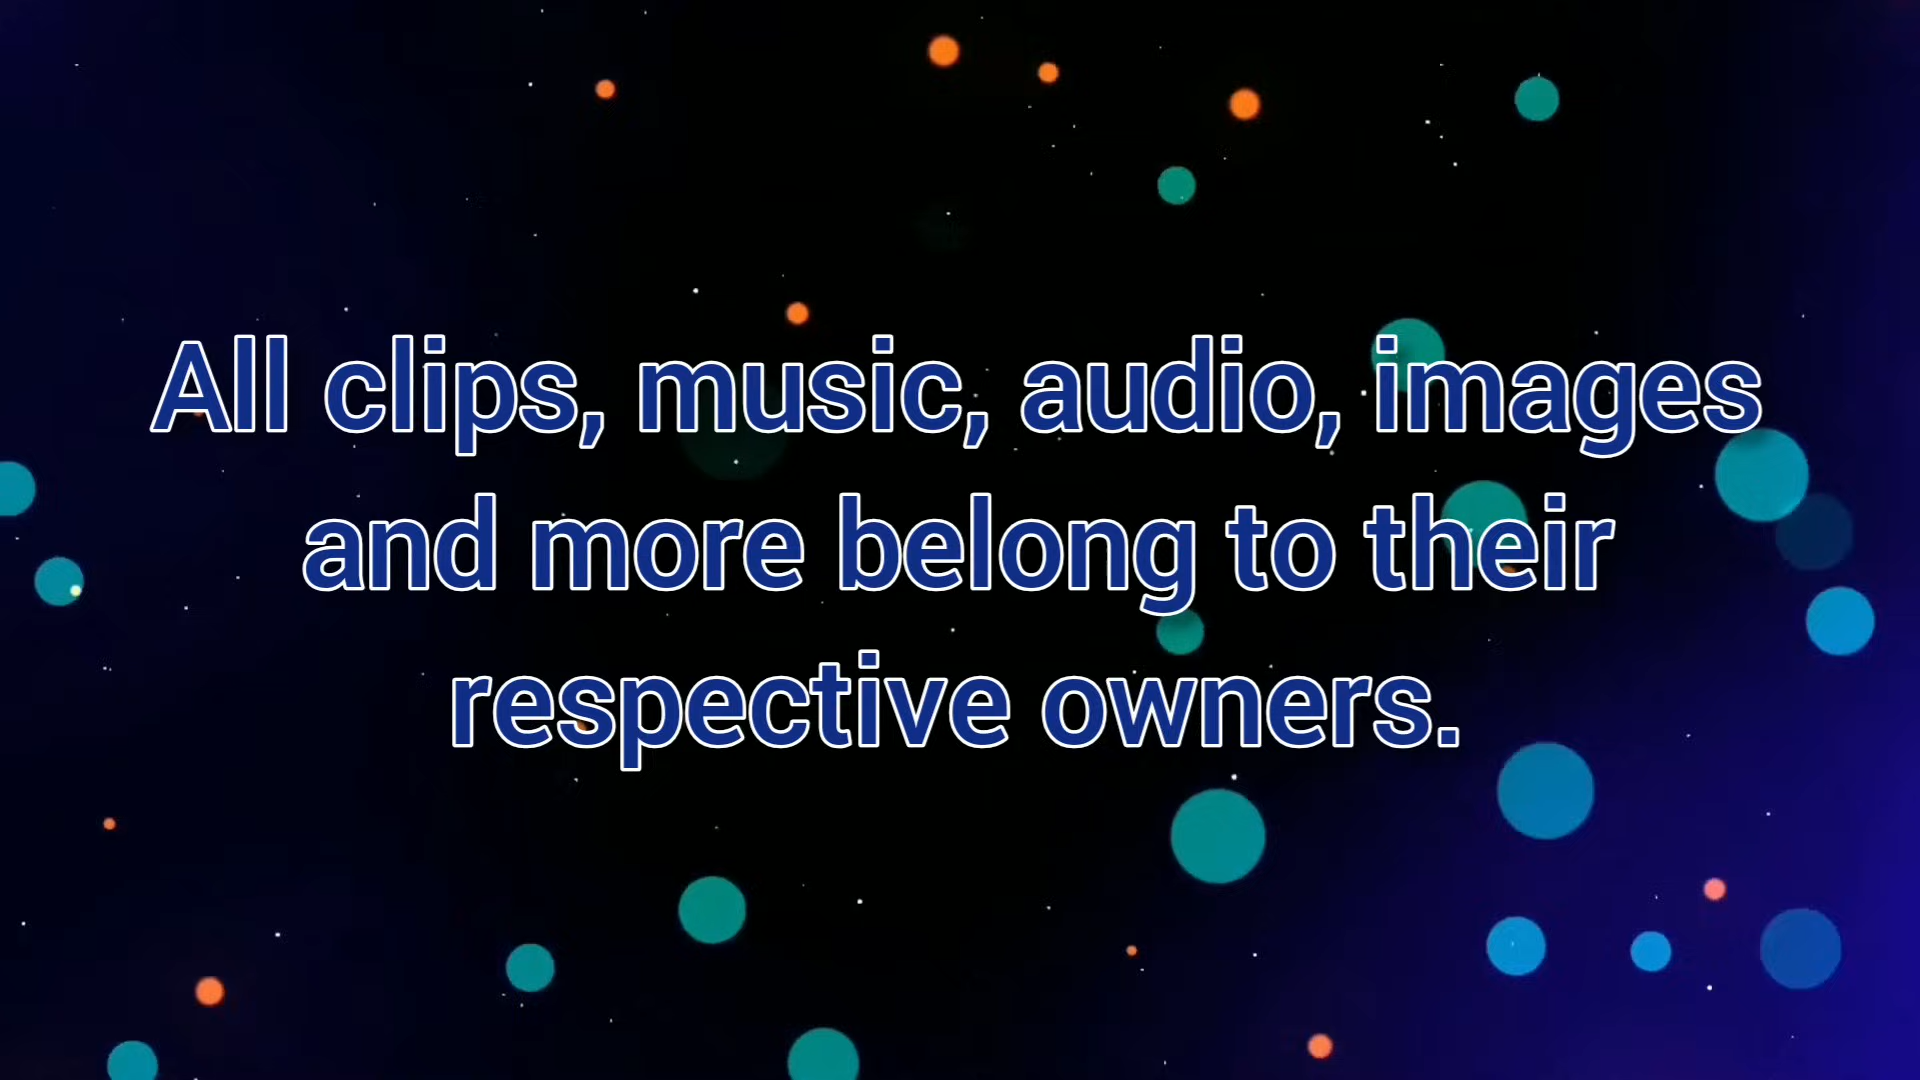 All clips, music, audio, images
and more belong to their
respective owners.